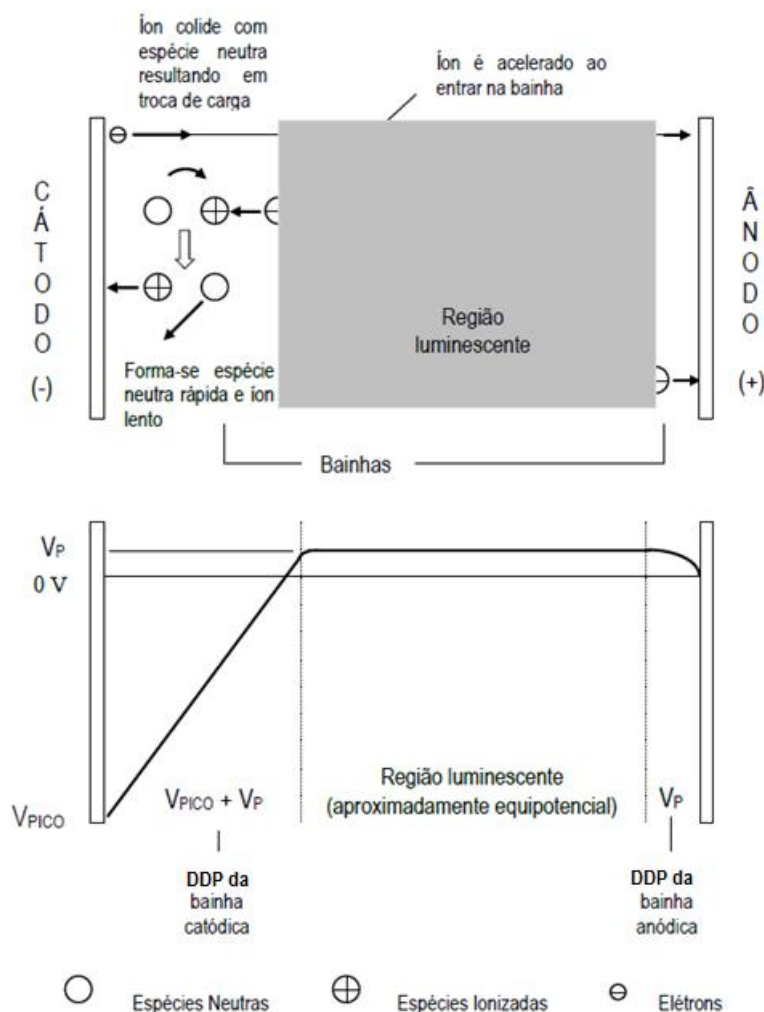 Íon colide com
espécie neutra
resultando em
troca de carga
Íon é acelerado ao
entrar na bainha
CÁTODO
(-)
ÂNODO
(+)
Região
luminescente
Forma-se espécie
neutra rápida e íon
lento
Bainhas
VP
0 V
VPICO
VPICO + VP
Região luminescente
(aproximadamente equipotencial)
VP
DDP da
bainha
catódica
DDP da
bainha
anódica
Espécies Neutras
Espécies Ionizadas
Elétrons